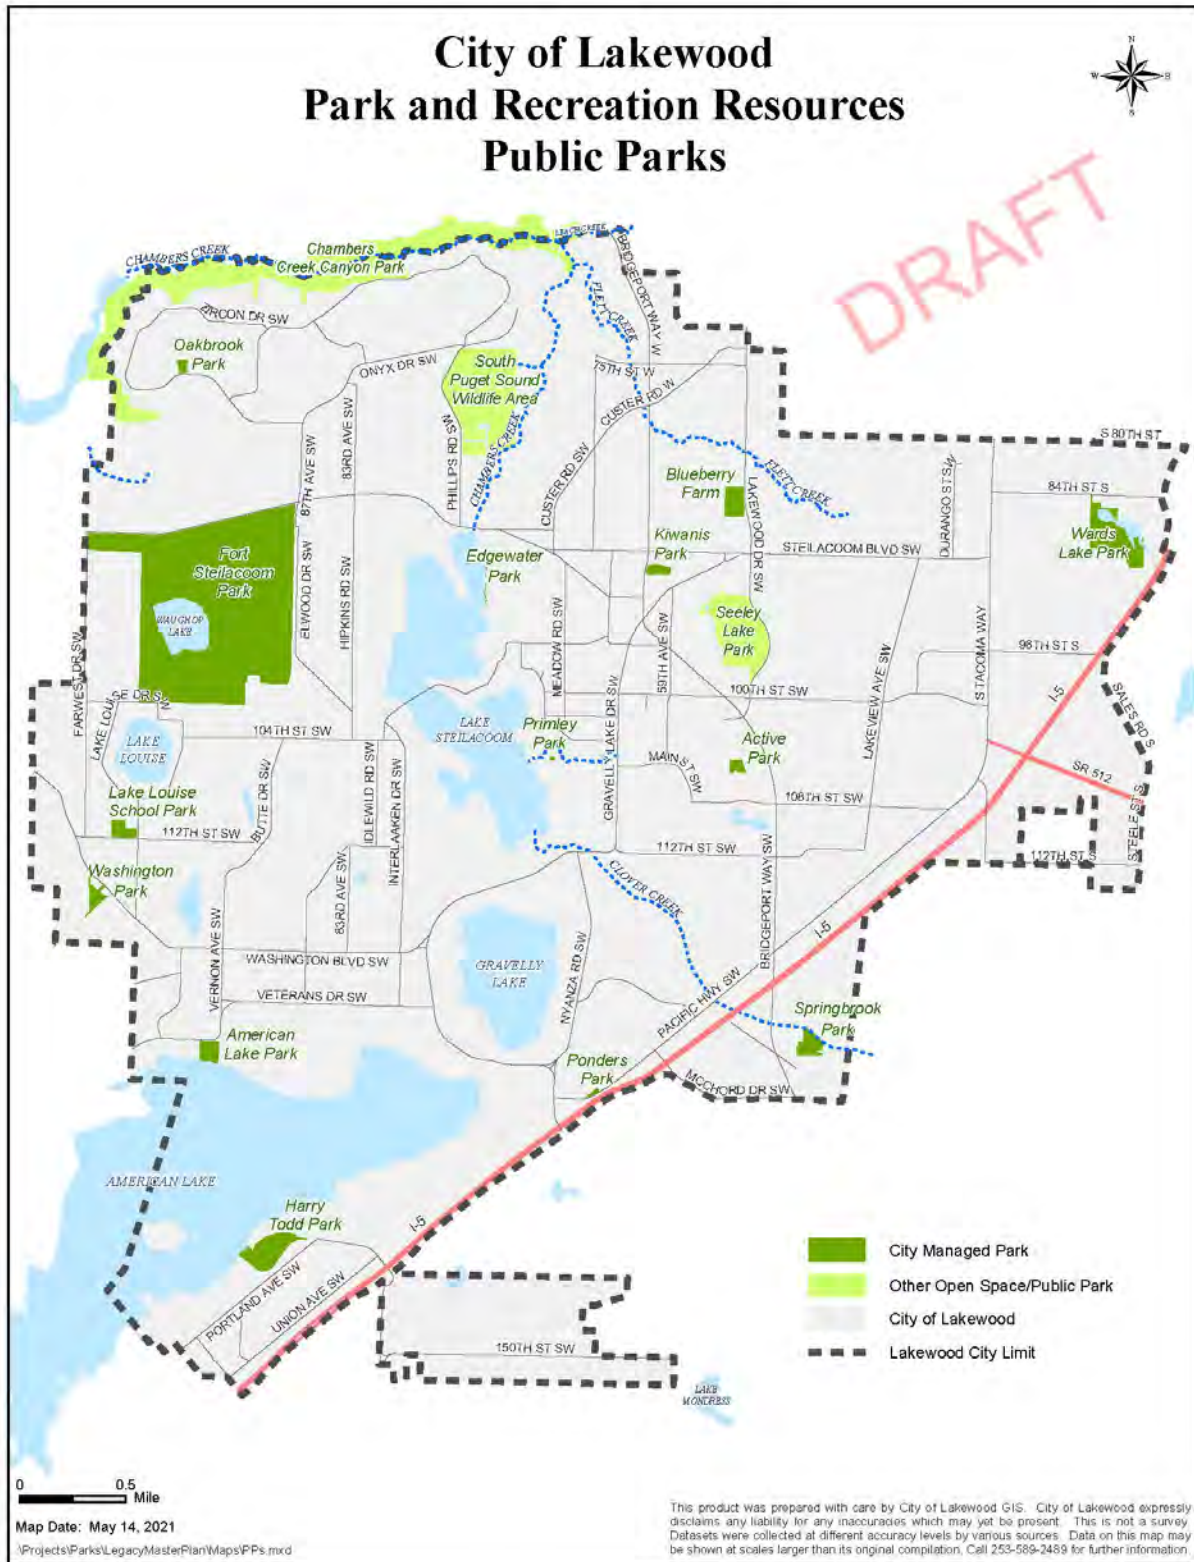 City of Lakewood
Park and Recreation Resources
Public Parks
N
W
S
DRAFT
CHAMBERS CREEK
Chambers
Creek Canyon Park
LEACH CREEK
BRIDGEPORT WAY W
FLETT CREEK
ZIRCON DR SW
Oakbrook
Park
ONYX DR SW
South
Puget Sound
Wildlife Area
75TH ST W
CUSTER RD W
83RD AVE SW
87TH AVE SW
PHILLIPS RD SW
CHAMBERS CREEK
CUSTER RD SW
S 80TH ST
Blueberry
Farm
FLETT CREEK
LAKEWOOD DR SW
DURANGO ST SW
84TH ST S
Wards
Lake Park
Fort
Steilacoom
Park
WAUGHOP
LAKE
ELWOOD DR SW
HIPKINS RD SW
Edgewater
Park
Kiwanis
Park
STEILACOOM BLVD SW
Seeley
Lake
Park
MEADOW RD SW
59TH AVE SW
LAKEVIEW AVE SW
S TACOMA WAY
96TH ST S
I-5
SALES RD S
FARWEST DR SW
LAKE LOUI
SE DR SW
LAKE
LOUISE
104TH ST SW
LAKE
STEILACOOM
Primley
Park
GRAVELLY LAKE DR SW
100TH ST SW
MAIN ST SW
Active
Park
SR 512
Lake Louise
School Park
112TH ST SW
BUTTE DR SW
IDLEWILD RD SW
INTERLAAKEN DR SW
108TH ST SW
112TH ST SW
112TH ST S
STEELE ST S
Washington
Park
83RD AVE SW
CLOVER CREEK
BRIDGEPORT WAY SW
I-5
VERNON AVE SW
WASHINGTON BLVD SW
GRAVELLY
LAKE
NYANZA RD SW
VETERANS DR SW
PACIFIC HWY SW
Springbrook
Park
American
Lake Park
Ponders
Park
MCCHORD DR SW
AMERICAN LAKE
Harry
Todd Park
I-5
PORTLAND AVE SW
UNION AVE SW
150TH ST SW
LAKE
MONDRESS
City Managed Park
Other Open Space/Public Park
City of Lakewood
Lakewood City Limit
0 0.5
Mile
Map Date: May 14, 2021
\Projects\Parks\LegacyMasterPlan\Maps\PPs.mxd
This product was prepared with care by City of Lakewood GIS. City of Lakewood expressly
disclaims any liability for any inaccuracies which may yet be present. This is not a survey.
Datasets were collected at different accuracy levels by various sources. Data on this map may
be shown at scales larger than its original compilation. Call 253-589-2489 for further information.